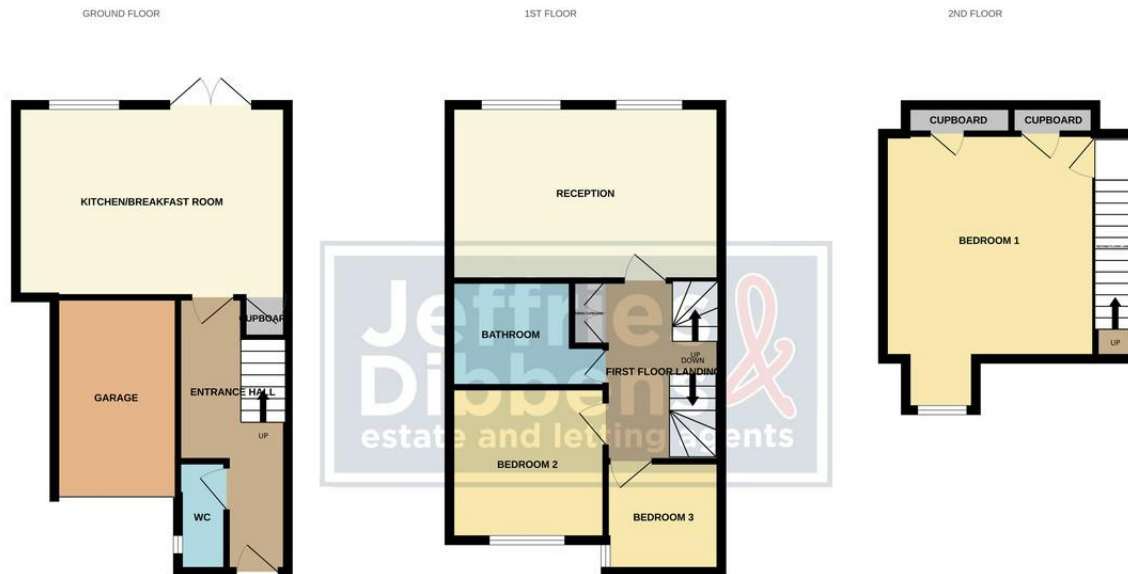 GROUND FLOOR
1ST FLOOR
2ND FLOOR
KITCHEN/BREAKFAST ROOM
CUPBOARD
ENTRANCE HALL
GARAGE
UP
WC
RECEPTION
BATHROOM
UP
DOWN
FIRST FLOOR LANDING
BEDROOM 2
BEDROOM 3
Jeffries &
Dibbens
estate and letting agents
CUPBOARD
CUPBOARD
BEDROOM 1
UP